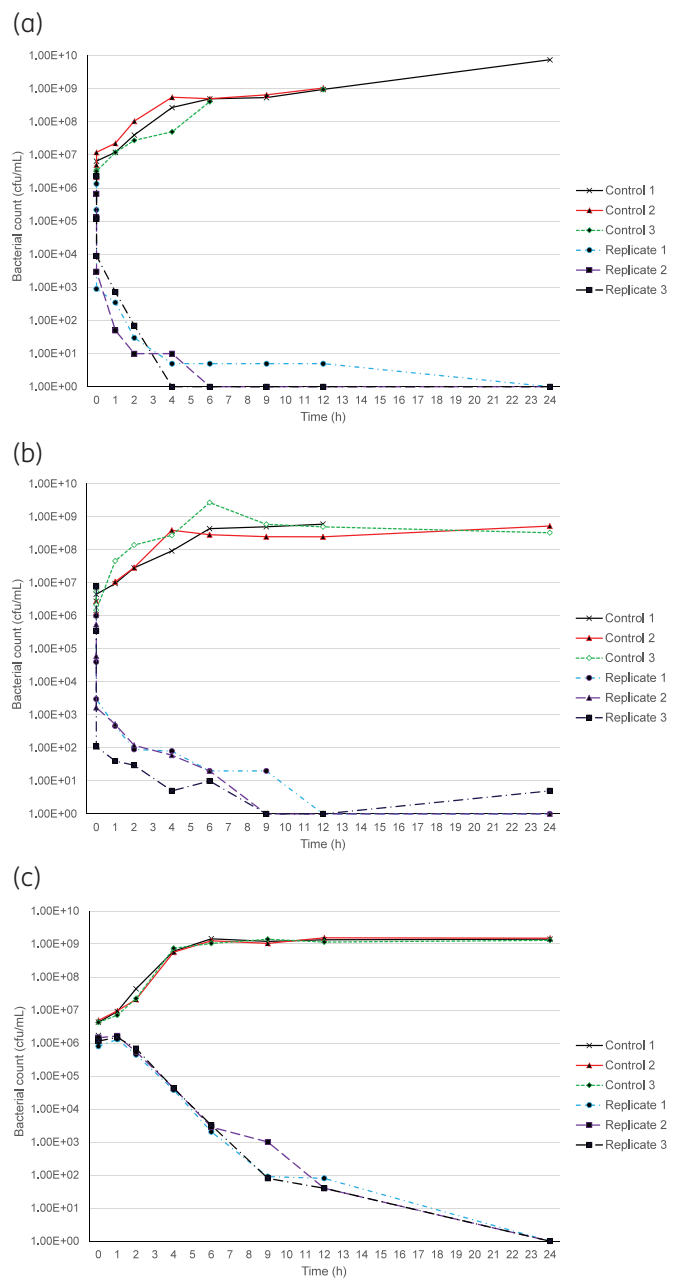 (a)
1.00E+10
1.00E+09
1.00E+08
1.00E+07
1.00E+06
1.00E+05
1.00E+04
1.00E+03
1.00E+02
1.00E+01
1.00E+00
Bacterial count (cfu/mL)
0 1 2 3 4 5 6 7 8 9 10 11 12 13 14 15 16 17 18 19 20 21 22 23 24
Time (h)
Control 1
Control 2
Control 3
Replicate 1
Replicate 2
Replicate 3
(b)
1.00E+10
1.00E+09
1.00E+08
1.00E+07
1.00E+06
1.00E+05
1.00E+04
1.00E+03
1.00E+02
1.00E+01
1.00E+00
Bacterial count (cfu/mL)
0 1 2 3 4 5 6 7 8 9 10 11 12 13 14 15 16 17 18 19 20 21 22 23 24
Time (h)
Control 1
Control 2
Control 3
Replicate 1
Replicate 2
Replicate 3
(c)
1.00E+10
1.00E+09
1.00E+08
1.00E+07
1.00E+06
1.00E+05
1.00E+04
1.00E+03
1.00E+02
1.00E+01
1.00E+00
Bacterial count (cfu/mL)
0 1 2 3 4 5 6 7 8 9 10 11 12 13 14 15 16 17 18 19 20 21 22 23 24
Time (h)
Control 1
Control 2
Control 3
Replicate 1
Replicate 2
Replicate 3